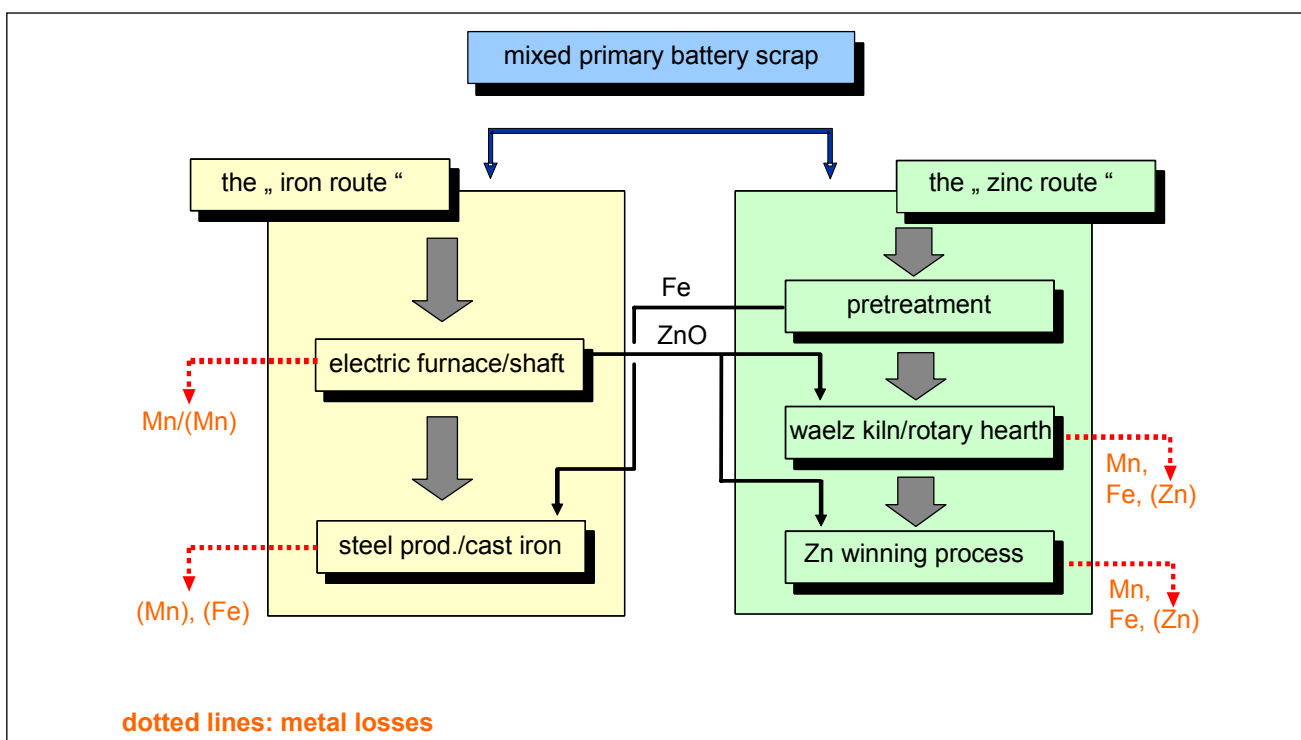 mixed primary battery scrap
the „ iron route “
the „ zinc route “
Fe
pretreatment
ZnO
electric furnace/shaft
Mn/(Mn)
waelz kiln/rotary hearth
Mn,
Fe, (Zn)
steel prod./cast iron
Zn winning process
(Mn), (Fe)
Mn,
Fe, (Zn)
dotted lines: metal losses